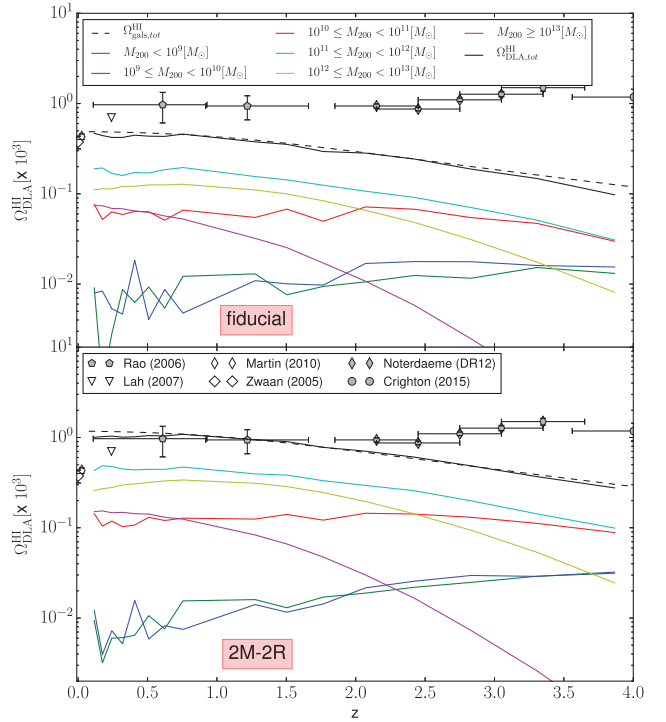 Ω^HI_gals,tot
M_200 < 10^9[M_⊙]
10^9 ≤ M_200 < 10^10[M_⊙]
10^10 ≤ M_200 < 10^11[M_⊙]
10^11 ≤ M_200 < 10^12[M_⊙]
10^12 ≤ M_200 < 10^13[M_⊙]
M_200 ≥ 10^13[M_⊙]
Ω^HI_DLA,tot
10^1
10^0
10^-1
10^-2
Ω^HI_DLA [x 10^3]
fiducial
10^1
10^0
10^-1
10^-2
Ω^HI_DLA [x 10^3]
Rao (2006)
Lah (2007)
Martin (2010)
Zwaan (2005)
Noterdaeme (DR12)
Crighton (2015)
2M-2R
0.0 0.5 1.0 1.5 2.0 2.5 3.0 3.5 4.0
z